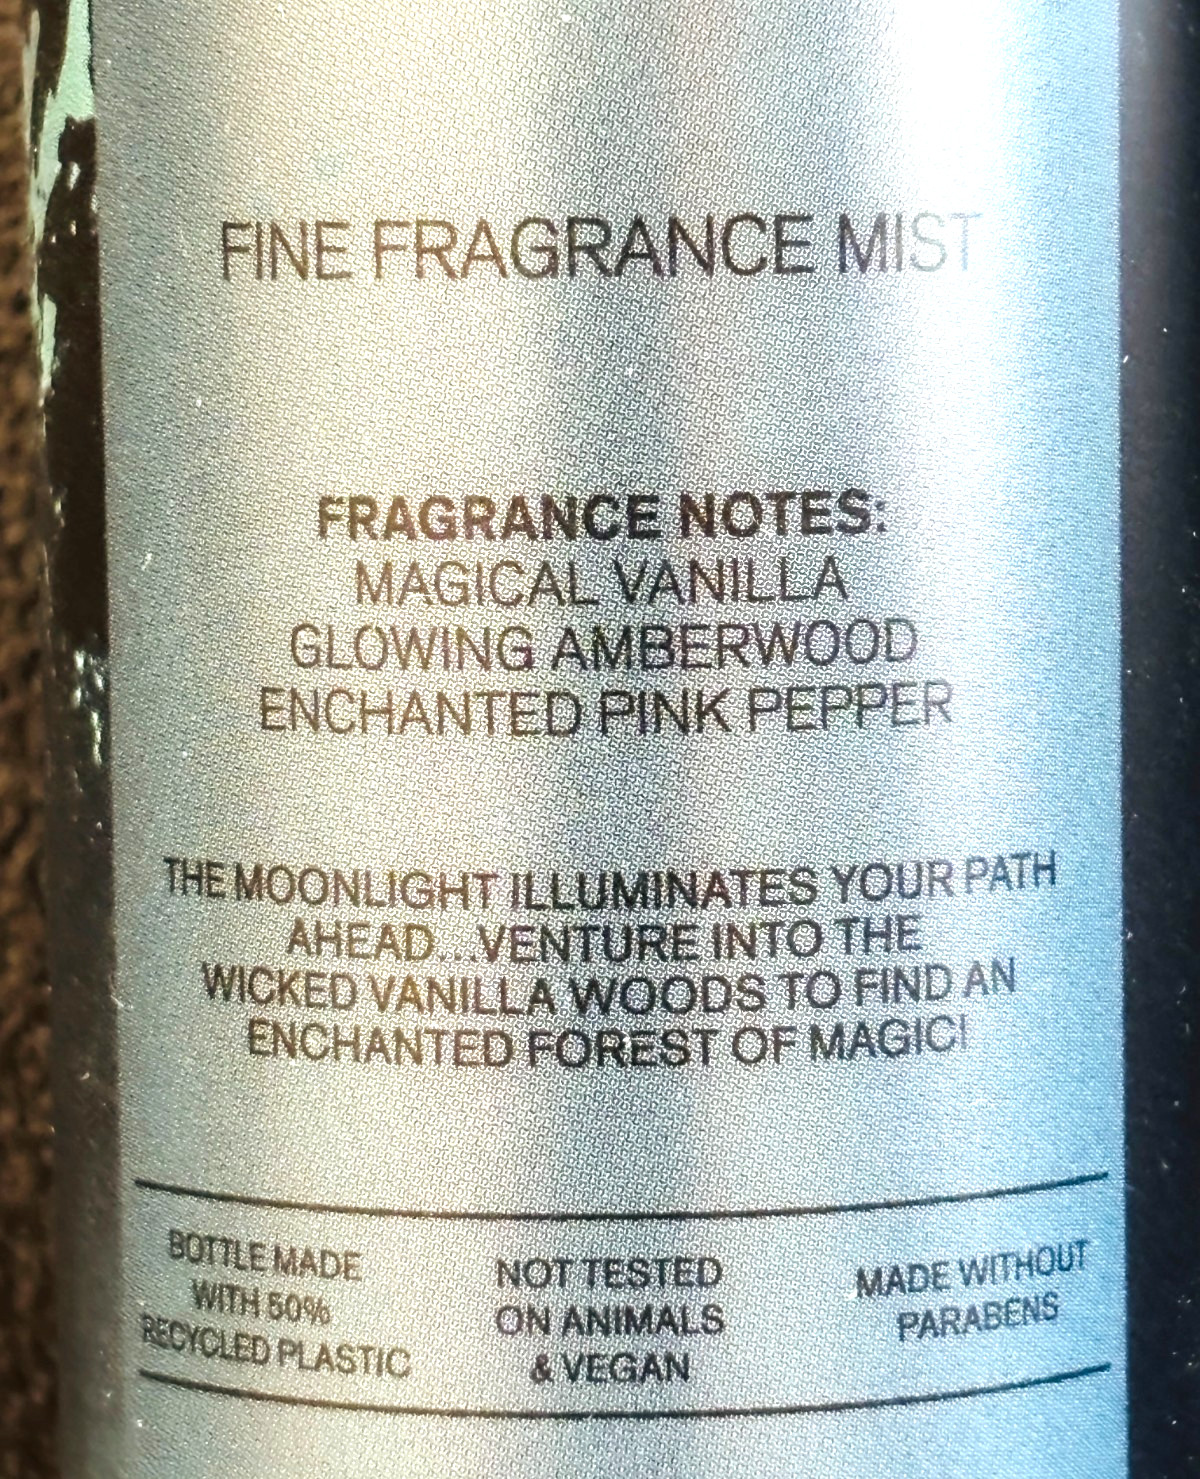 FINE FRAGRANCE MIST
FRAGRANCE NOTES:
MAGICAL VANILLA
GLOWING AMBERWOOD
ENCHANTED PINK PEPPER
THE MOONLIGHT ILLUMINATES YOUR PATH
AHEAD...VENTURE INTO THE
WICKED VANILLA WOODS TO FIND AN
ENCHANTED FOREST OF MAGIC!
BOTTLE MADE
WITH 50%
RECYCLED PLASTIC
NOT TESTED
ON ANIMALS
& VEGAN
MADE WITHOUT
PARABENS